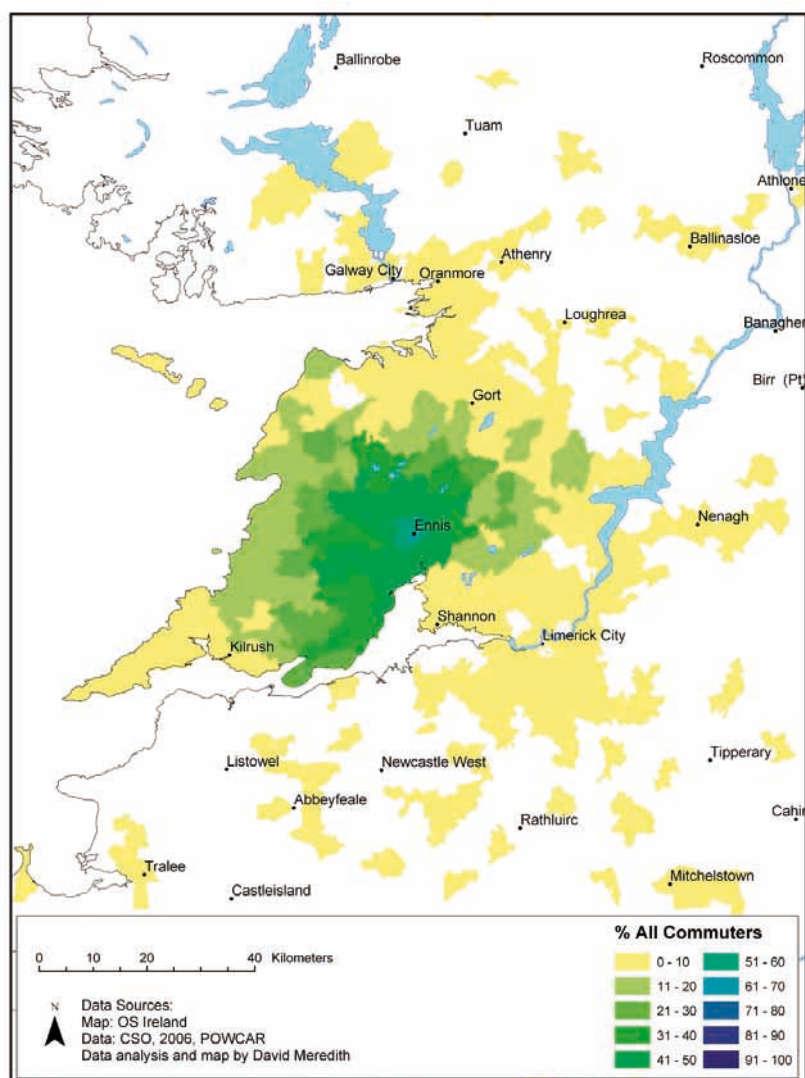 Ballinrobe
Roscommon
Tuam
Athlone
Ballinasloe
Athenry
Galway City
Oranmore
Loughrea
Banagher
Birr (Pt)
Gort
Ennis
Nenagh
Shannon
Limerick City
Kilrush
Listowel
Newcastle West
Tipperary
Abbeyfeale
Rathluirc
Cahir
Tralee
Mitchelstown
Castleisland
0 10 20 40 Kilometers
N
Data Sources:
Map: OS Ireland
Data: CSO, 2006, POWCAR
Data analysis and map by David Meredith
% All Commuters
0 - 10
11 - 20
21 - 30
31 - 40
41 - 50
51 - 60
61 - 70
71 - 80
81 - 90
91 - 100